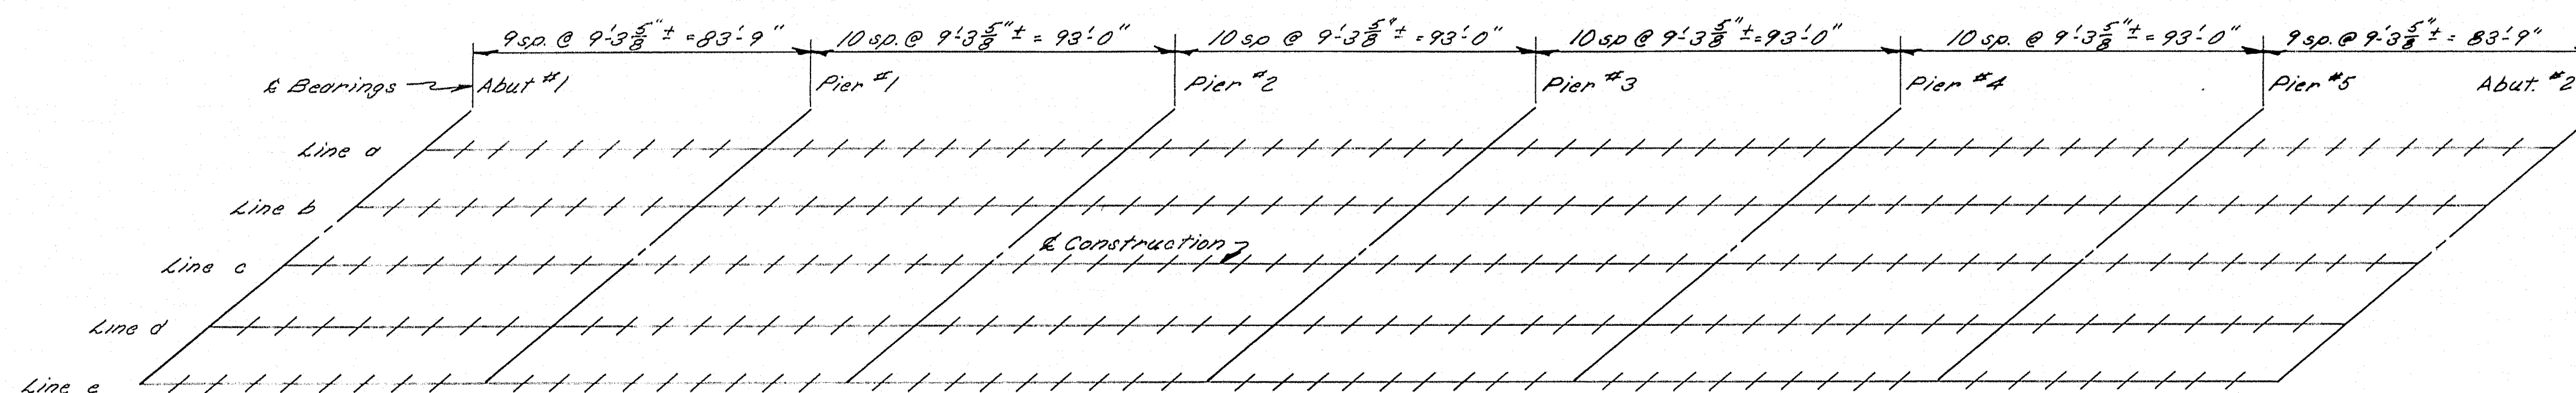 9 sp. @ 9'-3 5/8" ± = 83'-9" 10 sp. @ 9'-3 5/8" ± = 93'-0" 10 sp @ 9'-3 5/8" ± = 93'-0" 10 sp @ 9'-3 5/8" ± = 93'-0" 10 sp. @ 9'-3 5/8" ± = 93'-0" 9 sp. @ 9'-3 5/8" ± = 83'-9"
℄ Bearings Abut #1 Pier #1 Pier #2 Pier #3 Pier #4 Pier #5 Abut. #2
Line a
Line b
℄ Construction
Line c
Line d
Line e